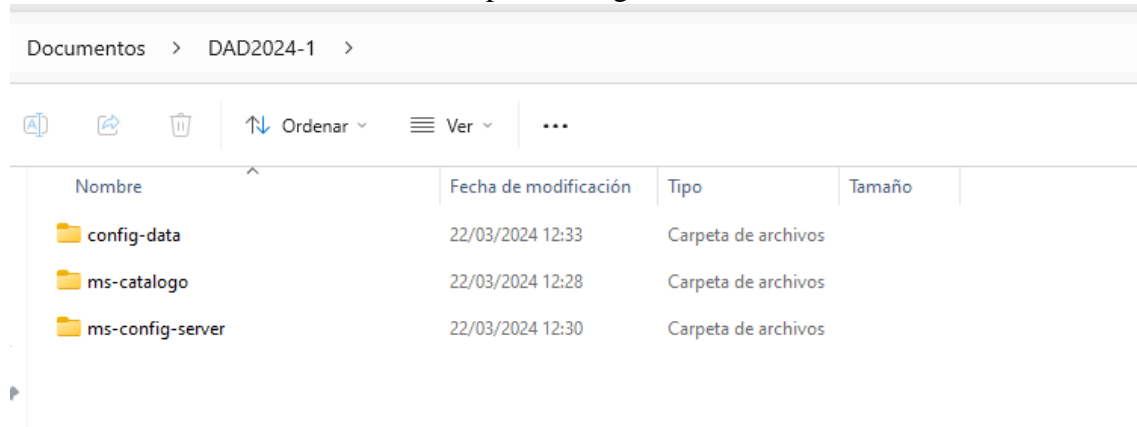 Documentos > DAD2024-1 >
Ordenar Ver ...
Nombre Fecha de modificación Tipo Tamaño
config-data 22/03/2024 12:33 Carpeta de archivos
ms-catalogo 22/03/2024 12:28 Carpeta de archivos
ms-config-server 22/03/2024 12:30 Carpeta de archivos